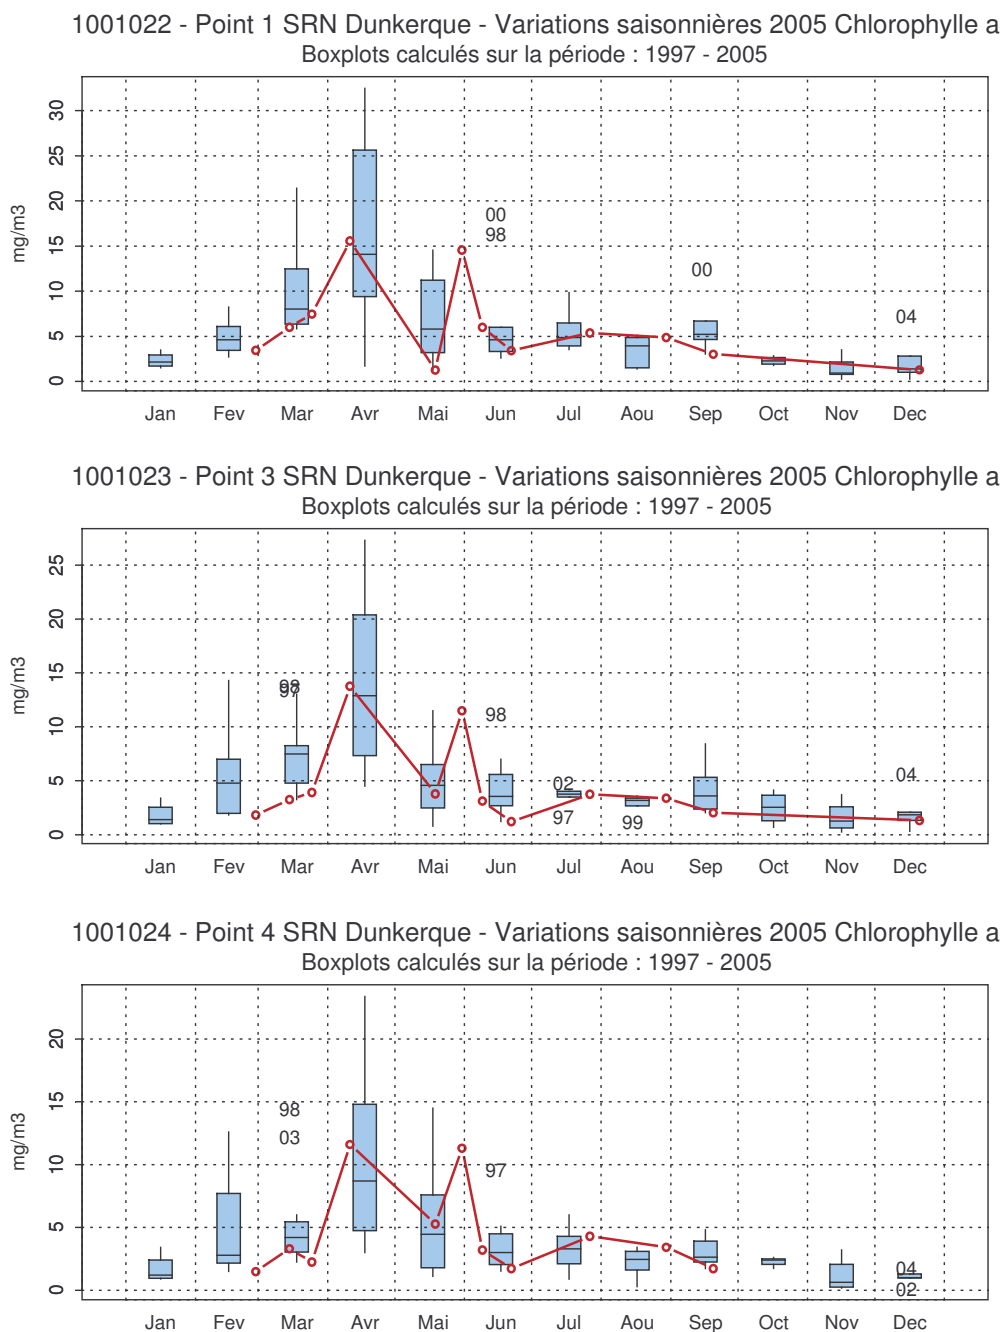 1001022 - Point 1 SRN Dunkerque - Variations saisonnières 2005 Chlorophylle a
Boxplots calculés sur la période : 1997 - 2005
mg/m3
30
25
20
15
10
5
0
00
98
00
04
Jan Fev Mar Avr Mai Jun Jul Aou Sep Oct Nov Dec
1001023 - Point 3 SRN Dunkerque - Variations saisonnières 2005 Chlorophylle a
Boxplots calculés sur la période : 1997 - 2005
mg/m3
25
20
15
10
5
0
97
98
02
97
99
04
Jan Fev Mar Avr Mai Jun Jul Aou Sep Oct Nov Dec
1001024 - Point 4 SRN Dunkerque - Variations saisonnières 2005 Chlorophylle a
Boxplots calculés sur la période : 1997 - 2005
mg/m3
20
15
10
5
0
98
03
97
04
02
Jan Fev Mar Avr Mai Jun Jul Aou Sep Oct Nov Dec